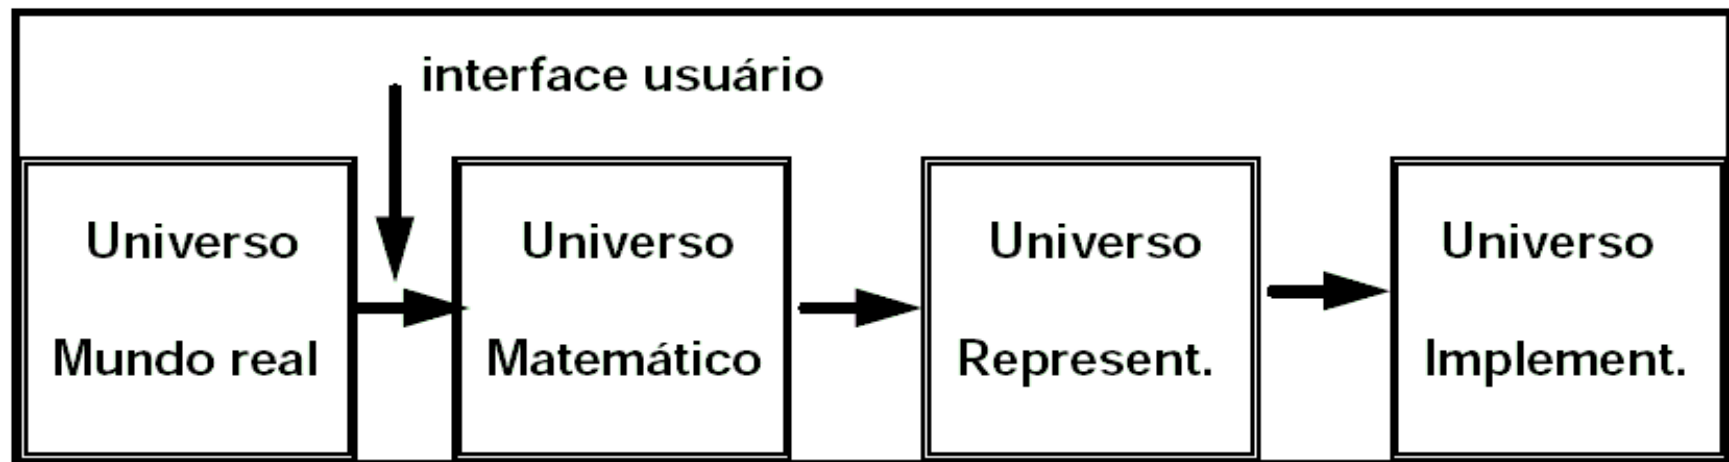 interface usuário
Universo
Mundo real
Universo
Matemático
Universo
Represent.
Universo
Implement.